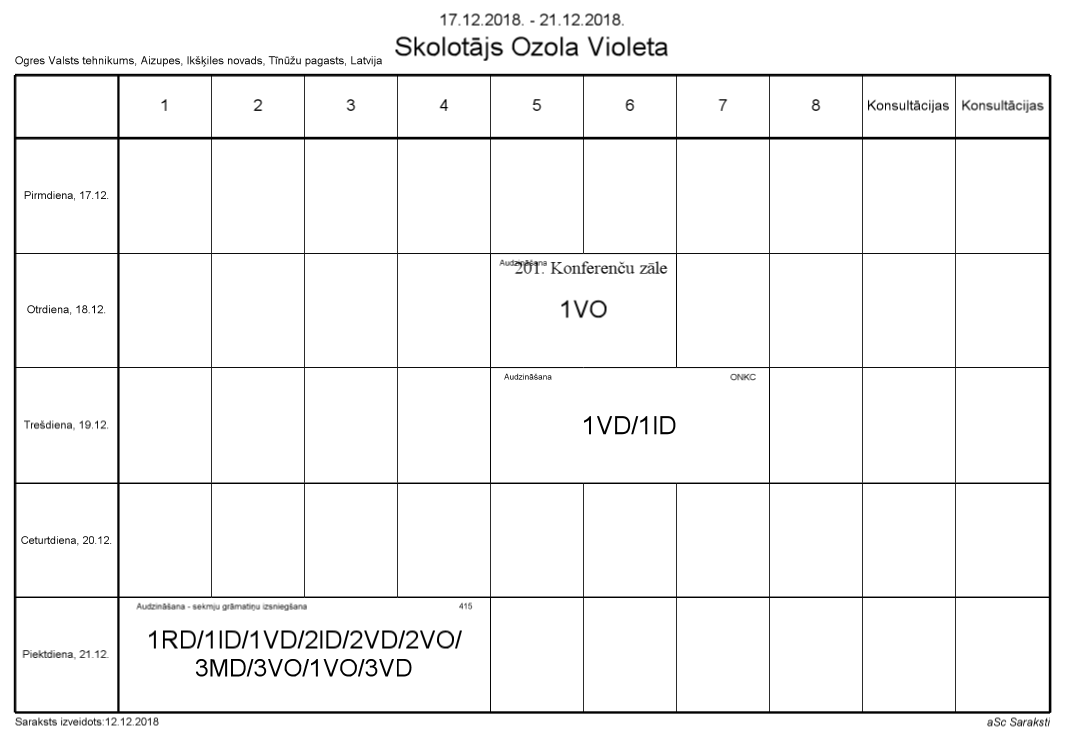 17.12.2018. - 21.12.2018.
Skolotājs Ozola Violeta
Ogres Valsts tehnikums, Aizupes, Ikšķiles novads, Tīnūžu pagasts, Latvija
1 2 3 4 5 6 7 8 Konsultācijas Konsultācijas
Pirmdiena, 17.12.
Audzināšana
201. Konferenču zāle
Otrdiena, 18.12. 1VO
Audzināšana ONKC
Trešdiena, 19.12. 1VD/1ID
Ceturtdiena, 20.12.
Audzināšana - sekmju grāmatiņu izsniegšana 415
1RD/1ID/1VD/2ID/2VD/2VO/
Piektdiena, 21.12.
3MD/3VO/1VO/3VD
Saraksts izveidots:12.12.2018 aSc Saraksti